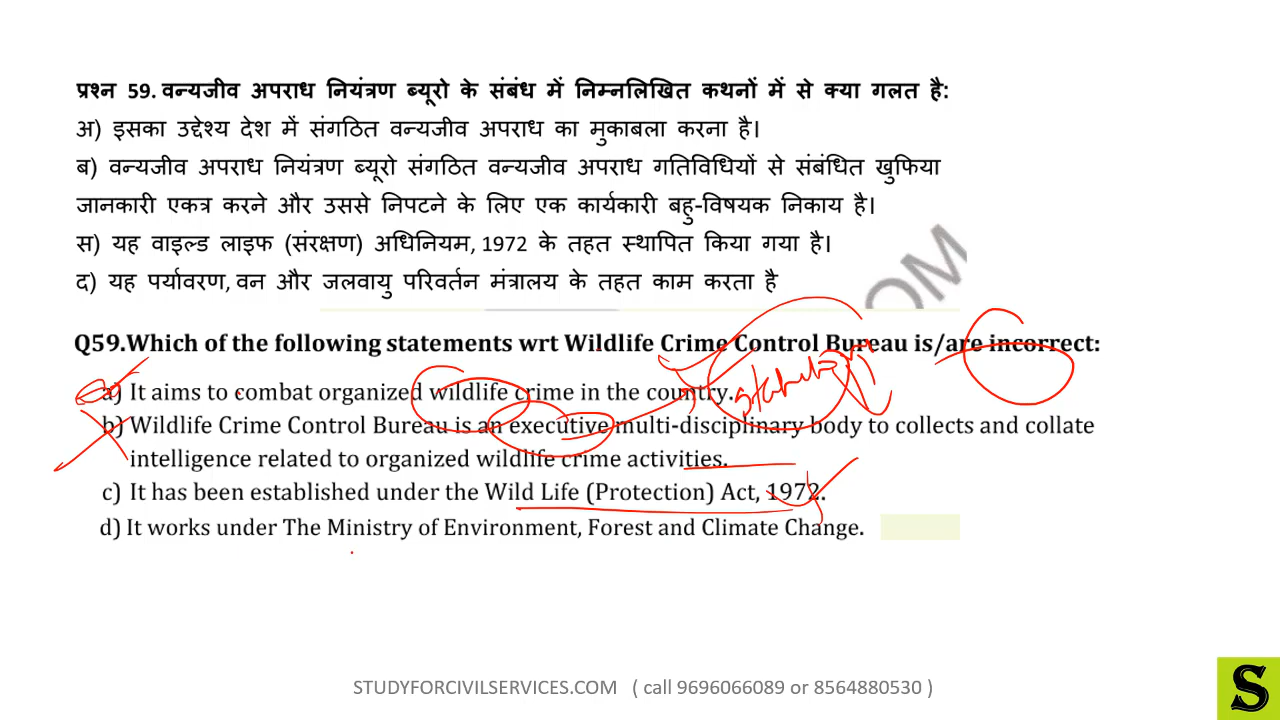 प्रश्न 59. वन्यजीव अपराध नियंत्रण ब्यूरो के संबंध में निम्नलिखित कथनों में से क्या गलत है:
अ) इसका उद्देश्य देश में संगठित वन्यजीव अपराध का मुकाबला करना है।
ब) वन्यजीव अपराध नियंत्रण ब्यूरो संगठित वन्यजीव अपराध गतिविधियों से संबंधित खुफिया
जानकारी एकत्र करने और उससे निपटने के लिए एक कार्यकारी बहु-विषयक निकाय है।
स) यह वाइल्ड लाइफ (संरक्षण) अधिनियम, 1972 के तहत स्थापित किया गया है।
द) यह पर्यावरण, वन और जलवायु परिवर्तन मंत्रालय के तहत काम करता है
OM
Q59.Which of the following statements wrt Wildlife Crime Control Bureau is/are incorrect:
a) It aims to combat organized wildlife crime in the country.
b) Wildlife Crime Control Bureau is an executive multi-disciplinary body to collects and collate
intelligence related to organized wildlife crime activities.
c) It has been established under the Wild Life (Protection) Act, 1972.
d) It works under The Ministry of Environment, Forest and Climate Change.
STUDYFORCIVILSERVICES.COM ( call 9696066089 or 8564880530 )
S